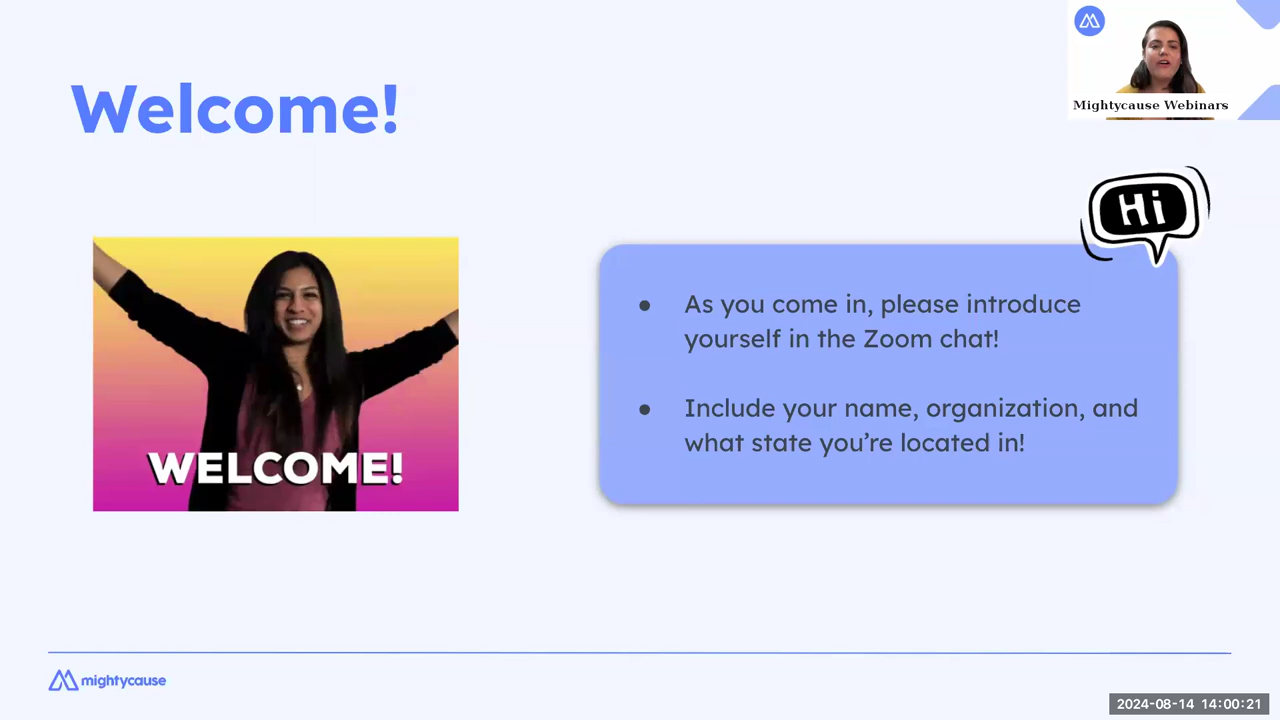 Welcome!
Mightycause Webinars
Hi
● As you come in, please introduce
yourself in the Zoom chat!
● Include your name, organization, and
what state you’re located in!
WELCOME!
mightycause
2024-08-14 14:00:21